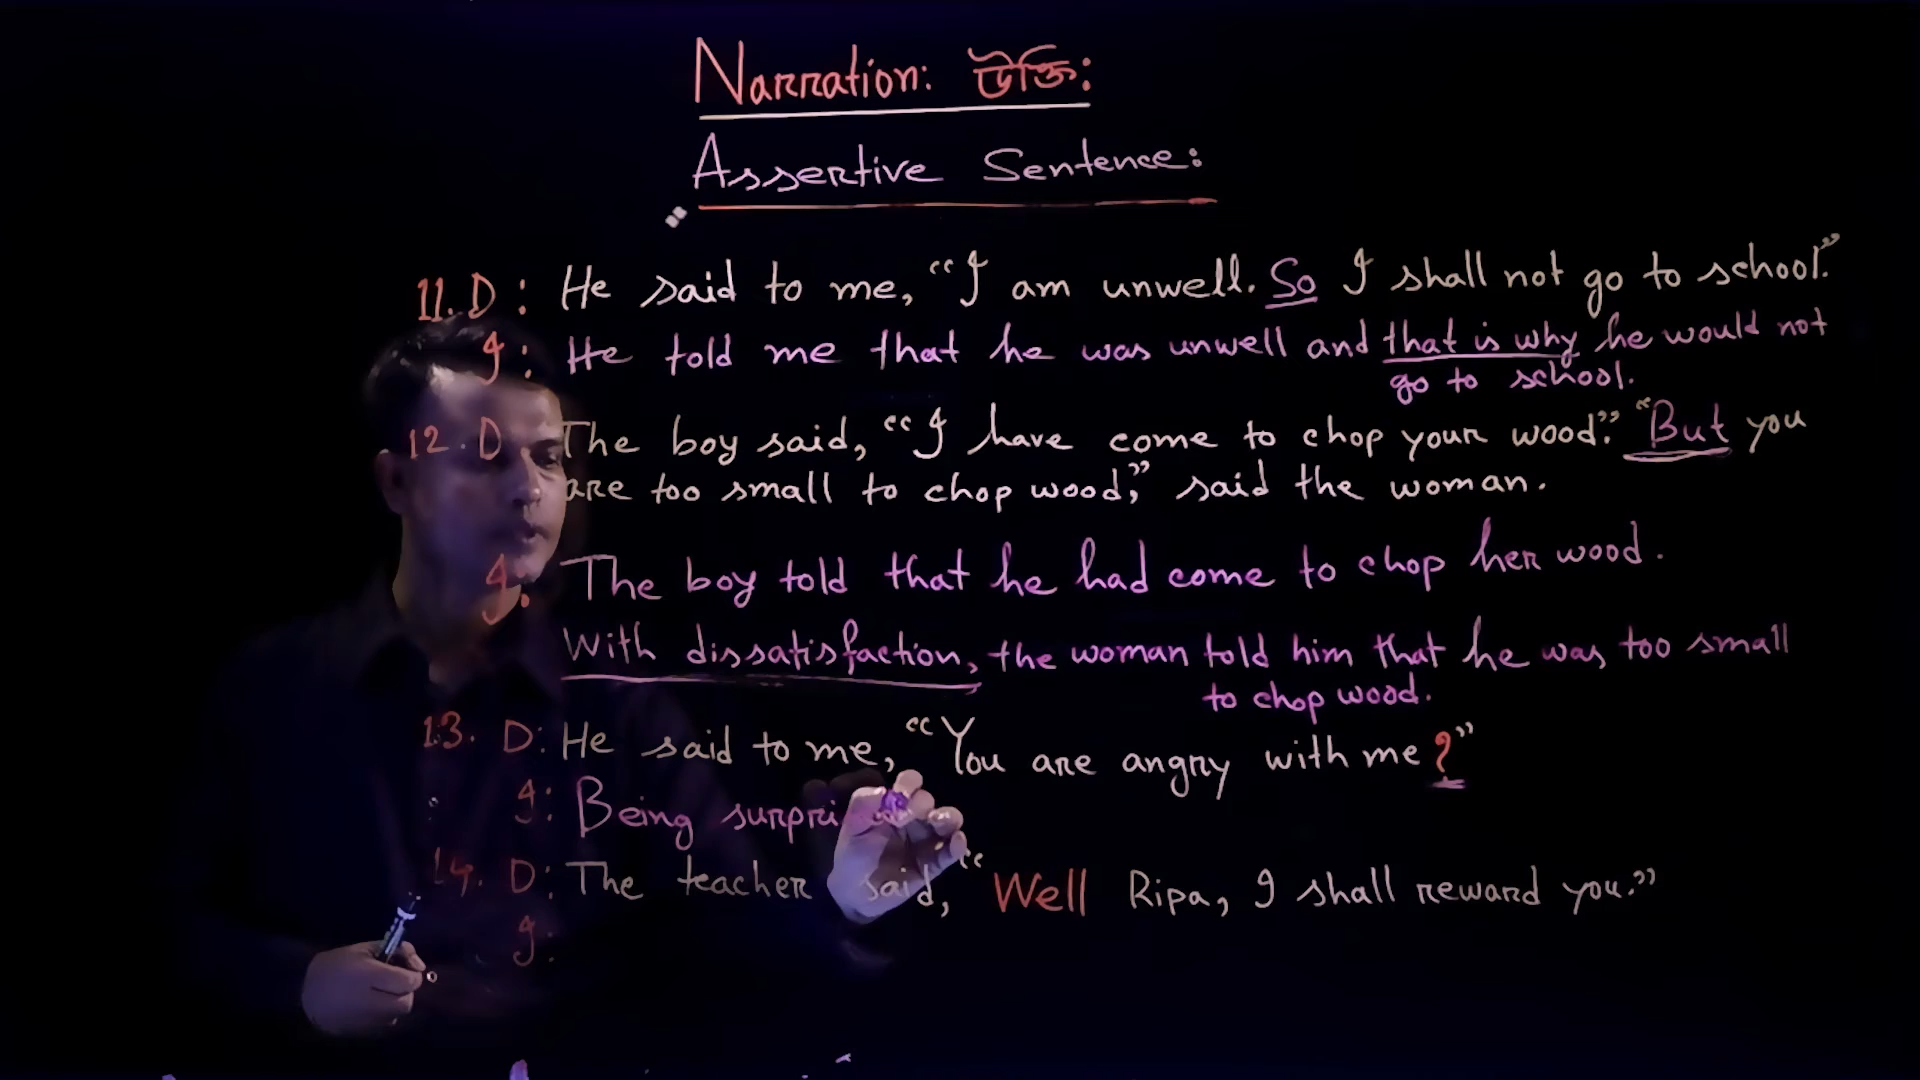 Narration: উক্তি:
Assertive Sentence:
11. D: He said to me, “I am unwell. So I shall not go to school.”
I: He told me that he was unwell and that is why he would not
go to school.
12. D The boy said, “I have come to chop your wood.” “But you
are too small to chop wood,” said the woman.
I: The boy told that he had come to chop her wood.
With dissatisfaction, the woman told him that he was too small
to chop wood.
13. D: He said to me, “You are angry with me?”
I: Being surpri
14. D: The teacher said, “Well Ripa, I shall reward you.”
I: